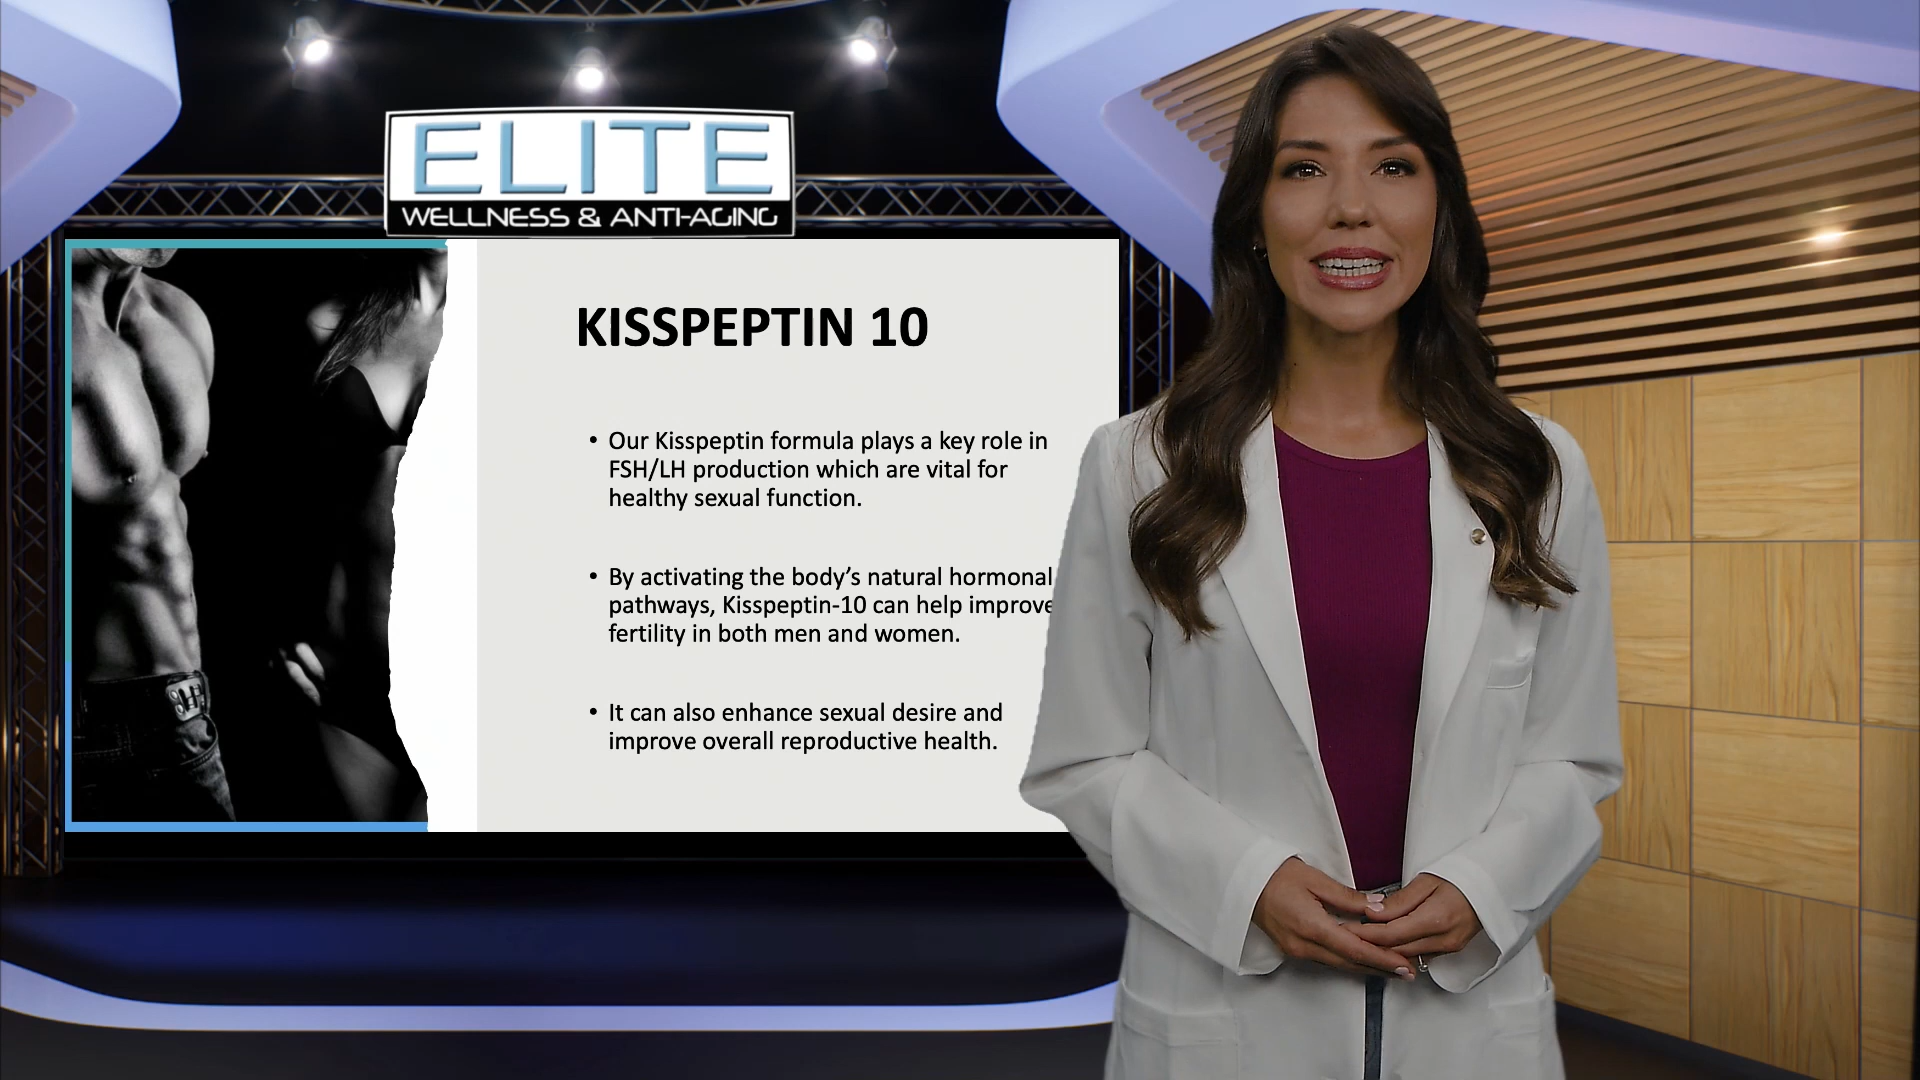 ELITE
WELLNESS & ANTI-AGING
KISSPEPTIN 10
• Our Kisspeptin formula plays a key role in
FSH/LH production which are vital for
healthy sexual function.
• By activating the body’s natural hormonal
pathways, Kisspeptin-10 can help improve
fertility in both men and women.
• It can also enhance sexual desire and
improve overall reproductive health.